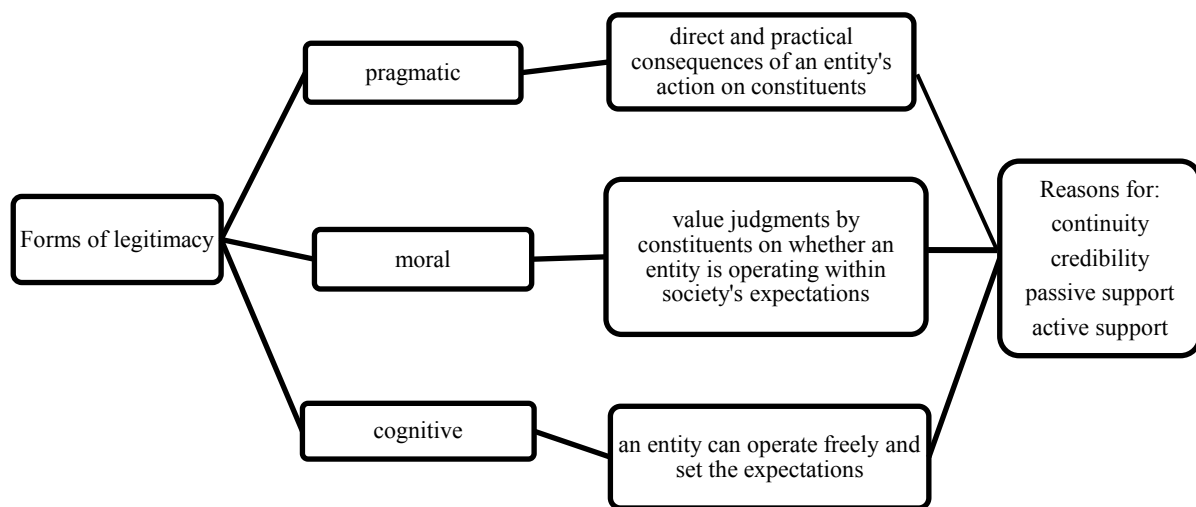 Forms of legitimacy
pragmatic
direct and practical
consequences of an entity's
action on constituents
moral
value judgments by
constituents on whether an
entity is operating within
society's expectations
cognitive
an entity can operate freely and
set the expectations
Reasons for:
continuity
credibility
passive support
active support